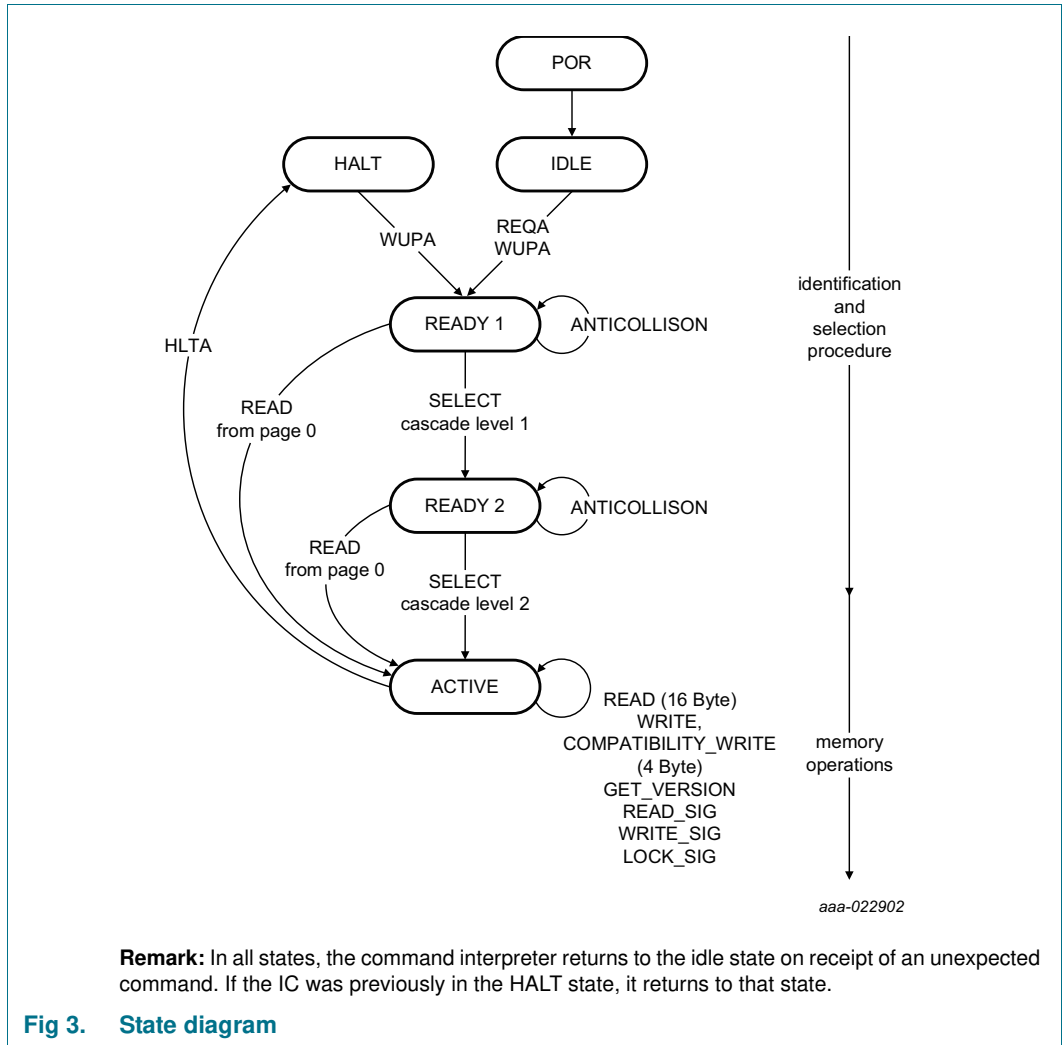 POR
HALT
IDLE
WUPA
REQA
WUPA
READY 1
ANTICOLLISON
identification
and
selection
procedure
HLTA
READ
from page 0
SELECT
cascade level 1
READY 2
ANTICOLLISON
READ
from page 0
SELECT
cascade level 2
ACTIVE
READ (16 Byte)
WRITE,
COMPATIBILITY_WRITE
(4 Byte)
GET_VERSION
READ_SIG
WRITE_SIG
LOCK_SIG
memory
operations
aaa-022902
Remark: In all states, the command interpreter returns to the idle state on receipt of an unexpected
command. If the IC was previously in the HALT state, it returns to that state.
Fig 3. State diagram